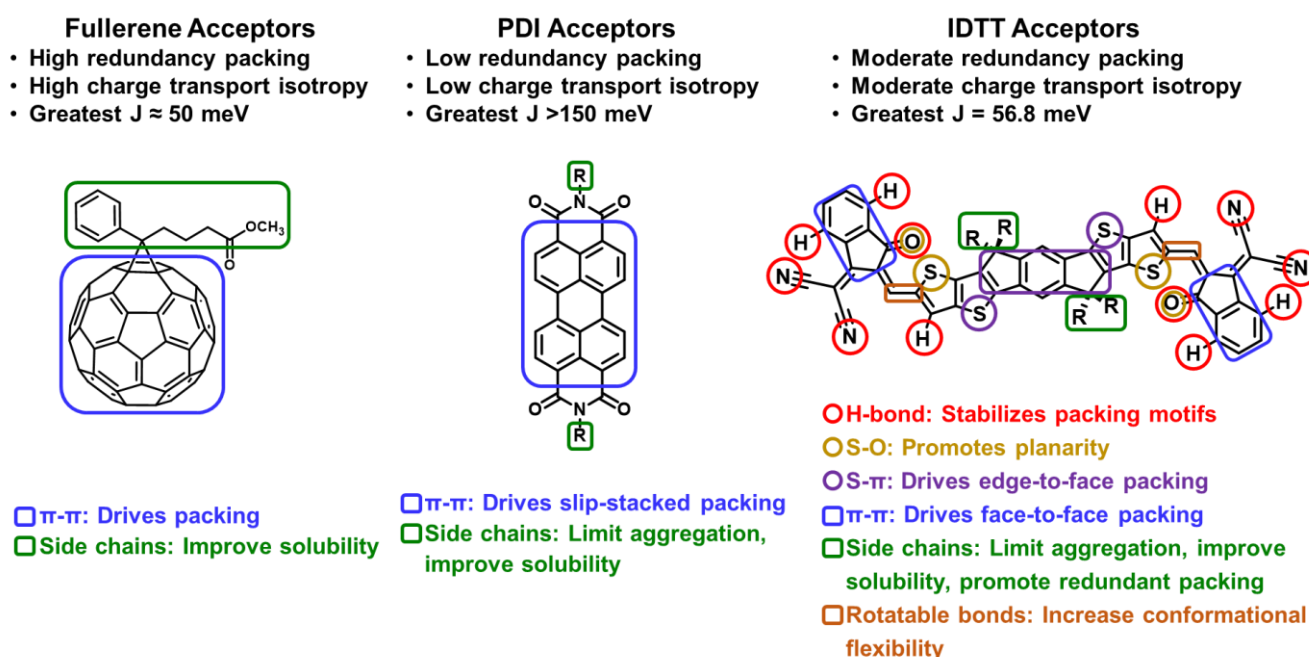 Fullerene Acceptors
• High redundancy packing
• High charge transport isotropy
• Greatest J ≈ 50 meV
OCH₃
O
π-π: Drives packing
Side chains: Improve solubility
PDI Acceptors
• Low redundancy packing
• Low charge transport isotropy
• Greatest J >150 meV
R
O N O
O N O
R
π-π: Drives slip-stacked packing
Side chains: Limit aggregation,
improve solubility
IDTT Acceptors
• Moderate redundancy packing
• Moderate charge transport isotropy
• Greatest J = 56.8 meV
H H N
H O R R S N
N S S
N H S R R O H
H
H-bond: Stabilizes packing motifs
S-O: Promotes planarity
S-π: Drives edge-to-face packing
π-π: Drives face-to-face packing
Side chains: Limit aggregation, improve
solubility, promote redundant packing
Rotatable bonds: Increase conformational
flexibility